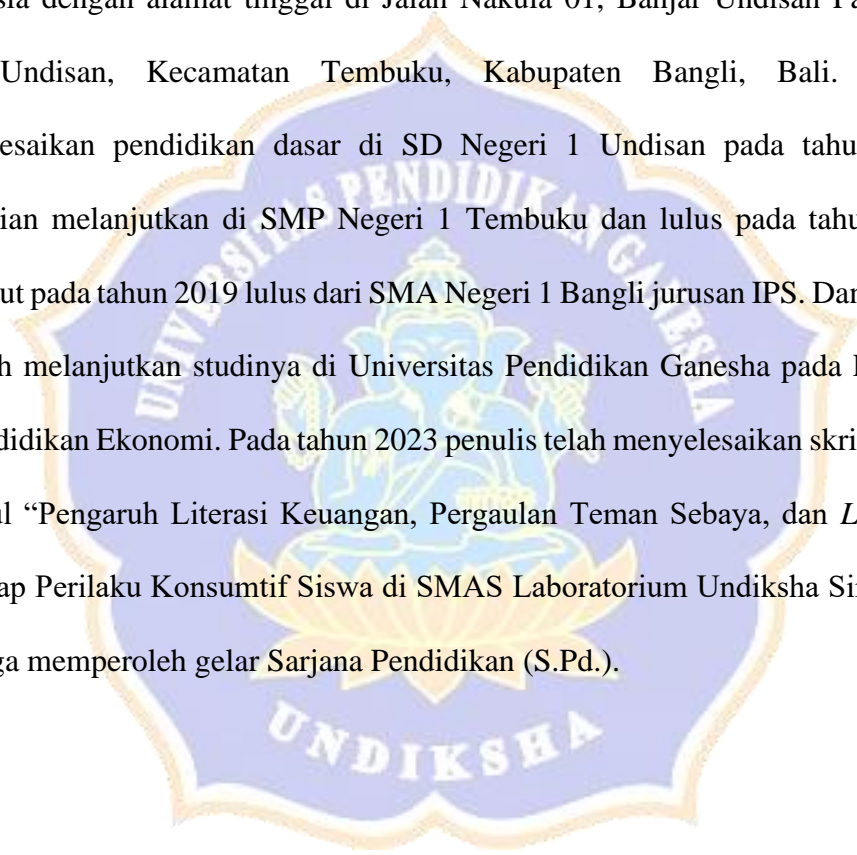 sia dengan alamat tinggal di Jalan Nakula 01, Banjar Undisan
Undisan, Kecamatan Tembuku, Kabupaten Bangli, Bali.
esaikan pendidikan dasar di SD Negeri 1 Undisan pada tahu
ian melanjutkan di SMP Negeri 1 Tembuku dan lulus pada tahu
ut pada tahun 2019 lulus dari SMA Negeri 1 Bangli jurusan IPS. Dar
h melanjutkan studinya di Universitas Pendidikan Ganesha pada
didikan Ekonomi. Pada tahun 2023 penulis telah menyelesaikan skri
ul “Pengaruh Literasi Keuangan, Pergaulan Teman Sebaya, dan L
ap Perilaku Konsumtif Siswa di SMAS Laboratorium Undiksha Si
ga memperoleh gelar Sarjana Pendidikan (S.Pd.).
UNIVERSITAS PENDIDIKAN GANESHA
UNDIKSHA